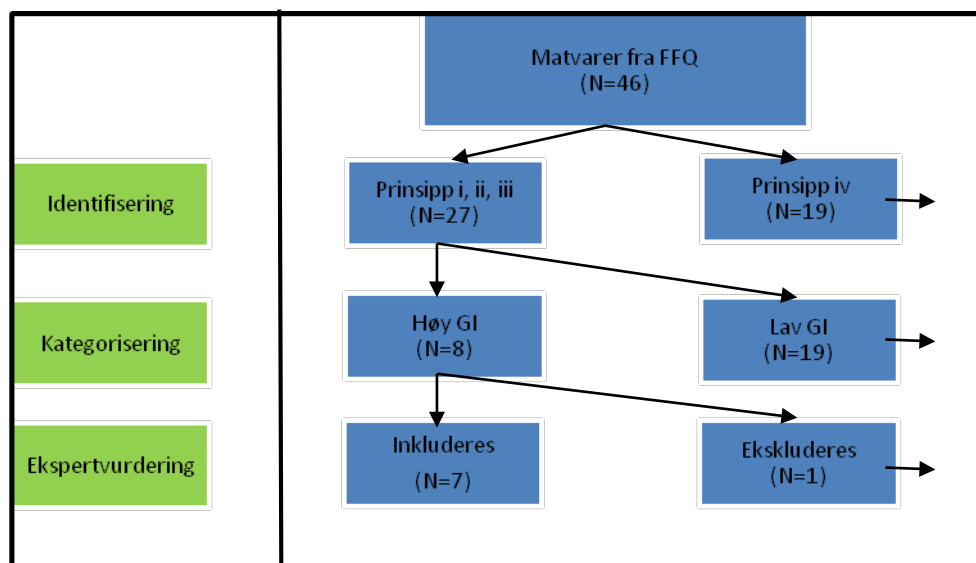 Matvarer fra FFQ
(N=46)
Identifisering
Prinsipp i, ii, iii
(N=27)
Prinsipp iv
(N=19)
Kategorisering
Høy GI
(N=8)
Lav GI
(N=19)
Ekspertvurdering
Inkluderes
(N=7)
Ekskluderes
(N=1)